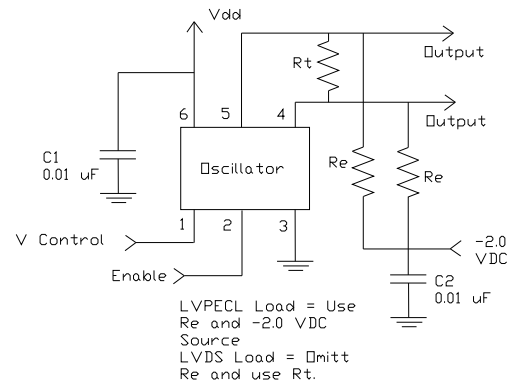 Vdd
Output
Rt
6
5
4
Output
C1
0.01 uF
Oscillator
Re
Re
1
2
3
V Control
-2.0
VDC
Enable
C2
0.01 uF
LVPECL Load = Use
Re and -2.0 VDC
Source
LVDS Load = Omitt
Re and use Rt.